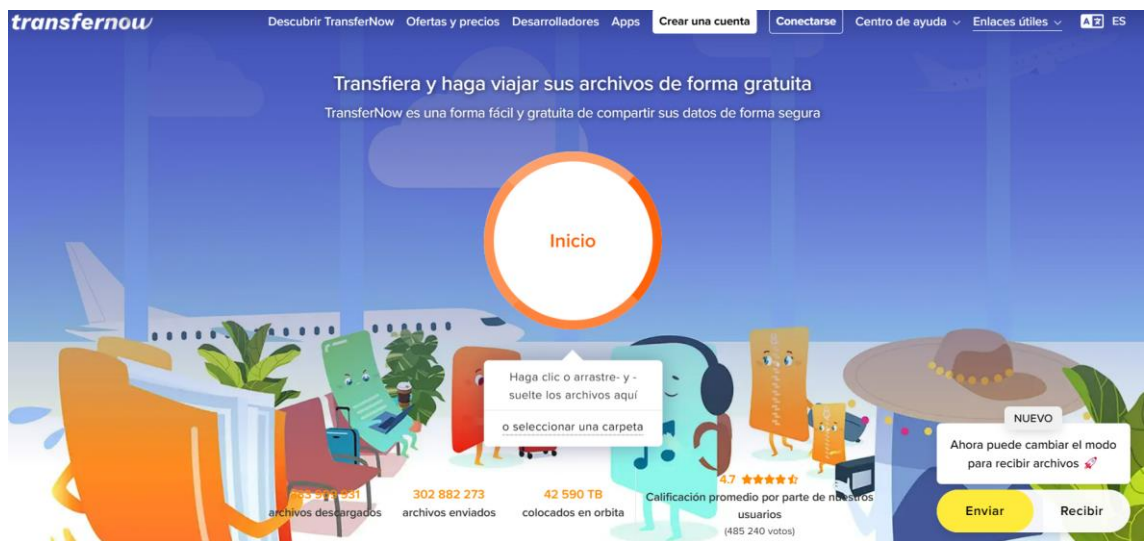 transfernow
Descubrir TransferNow Ofertas y precios Desarrolladores Apps Crear una cuenta Conectarse Centro de ayuda Enlaces útiles ES
Transfiera y haga viajar sus archivos de forma gratuita
TransferNow es una forma fácil y gratuita de compartir sus datos de forma segura
Inicio
Haga clic o arrastre- y -
suelte los archivos aquí
o seleccionar una carpeta
archivos descargados
302 882 273
archivos enviados
42 590 TB
colocados en orbita
4.7
Calificación promedio por parte de nuestros
usuarios
(485 240 votos)
NUEVO
Ahora puede cambiar el modo
para recibir archivos 🚀
Enviar Recibir